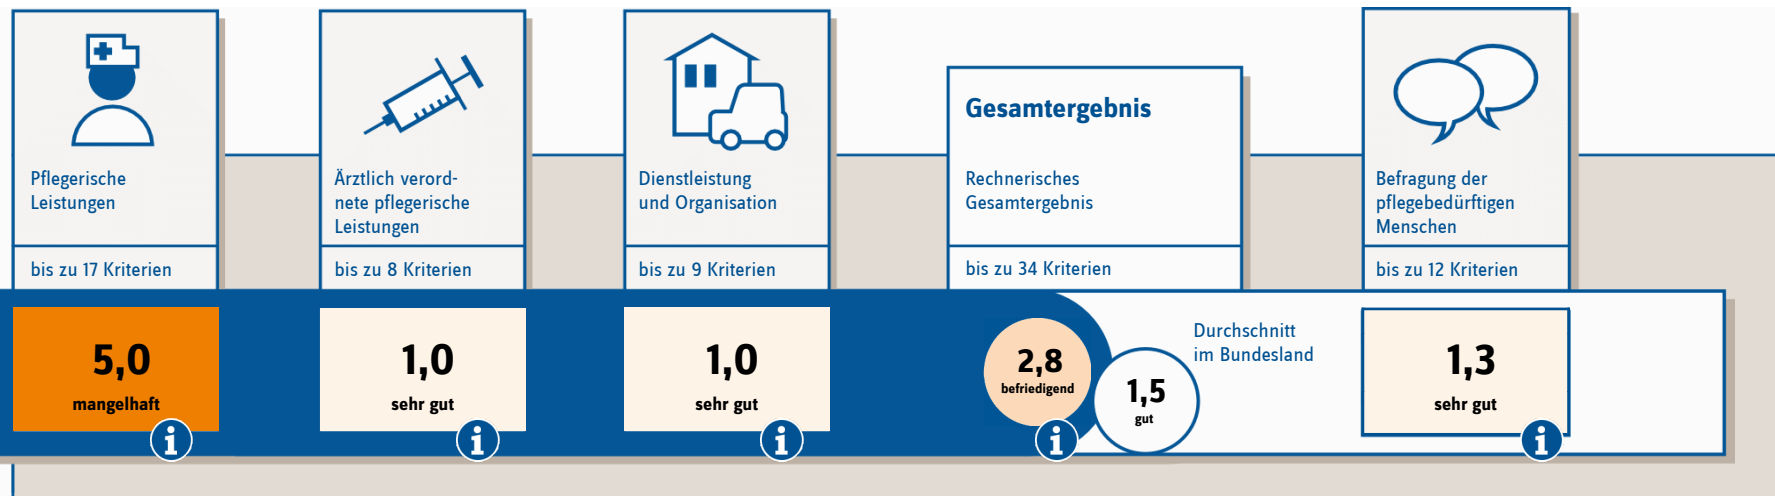 Pflegerische
Leistungen
bis zu 17 Kriterien
5,0
mangelhaft
i
Ärztlich verord-
nete pflegerische
Leistungen
bis zu 8 Kriterien
1,0
sehr gut
i
Dienstleistung
und Organisation
bis zu 9 Kriterien
1,0
sehr gut
i
Gesamtergebnis
Rechnerisches
Gesamtergebnis
bis zu 34 Kriterien
2,8
befriedigend
i
Durchschnitt
im Bundesland
1,5
gut
Befragung der
pflegebedürftigen
Menschen
bis zu 12 Kriterien
1,3
sehr gut
i